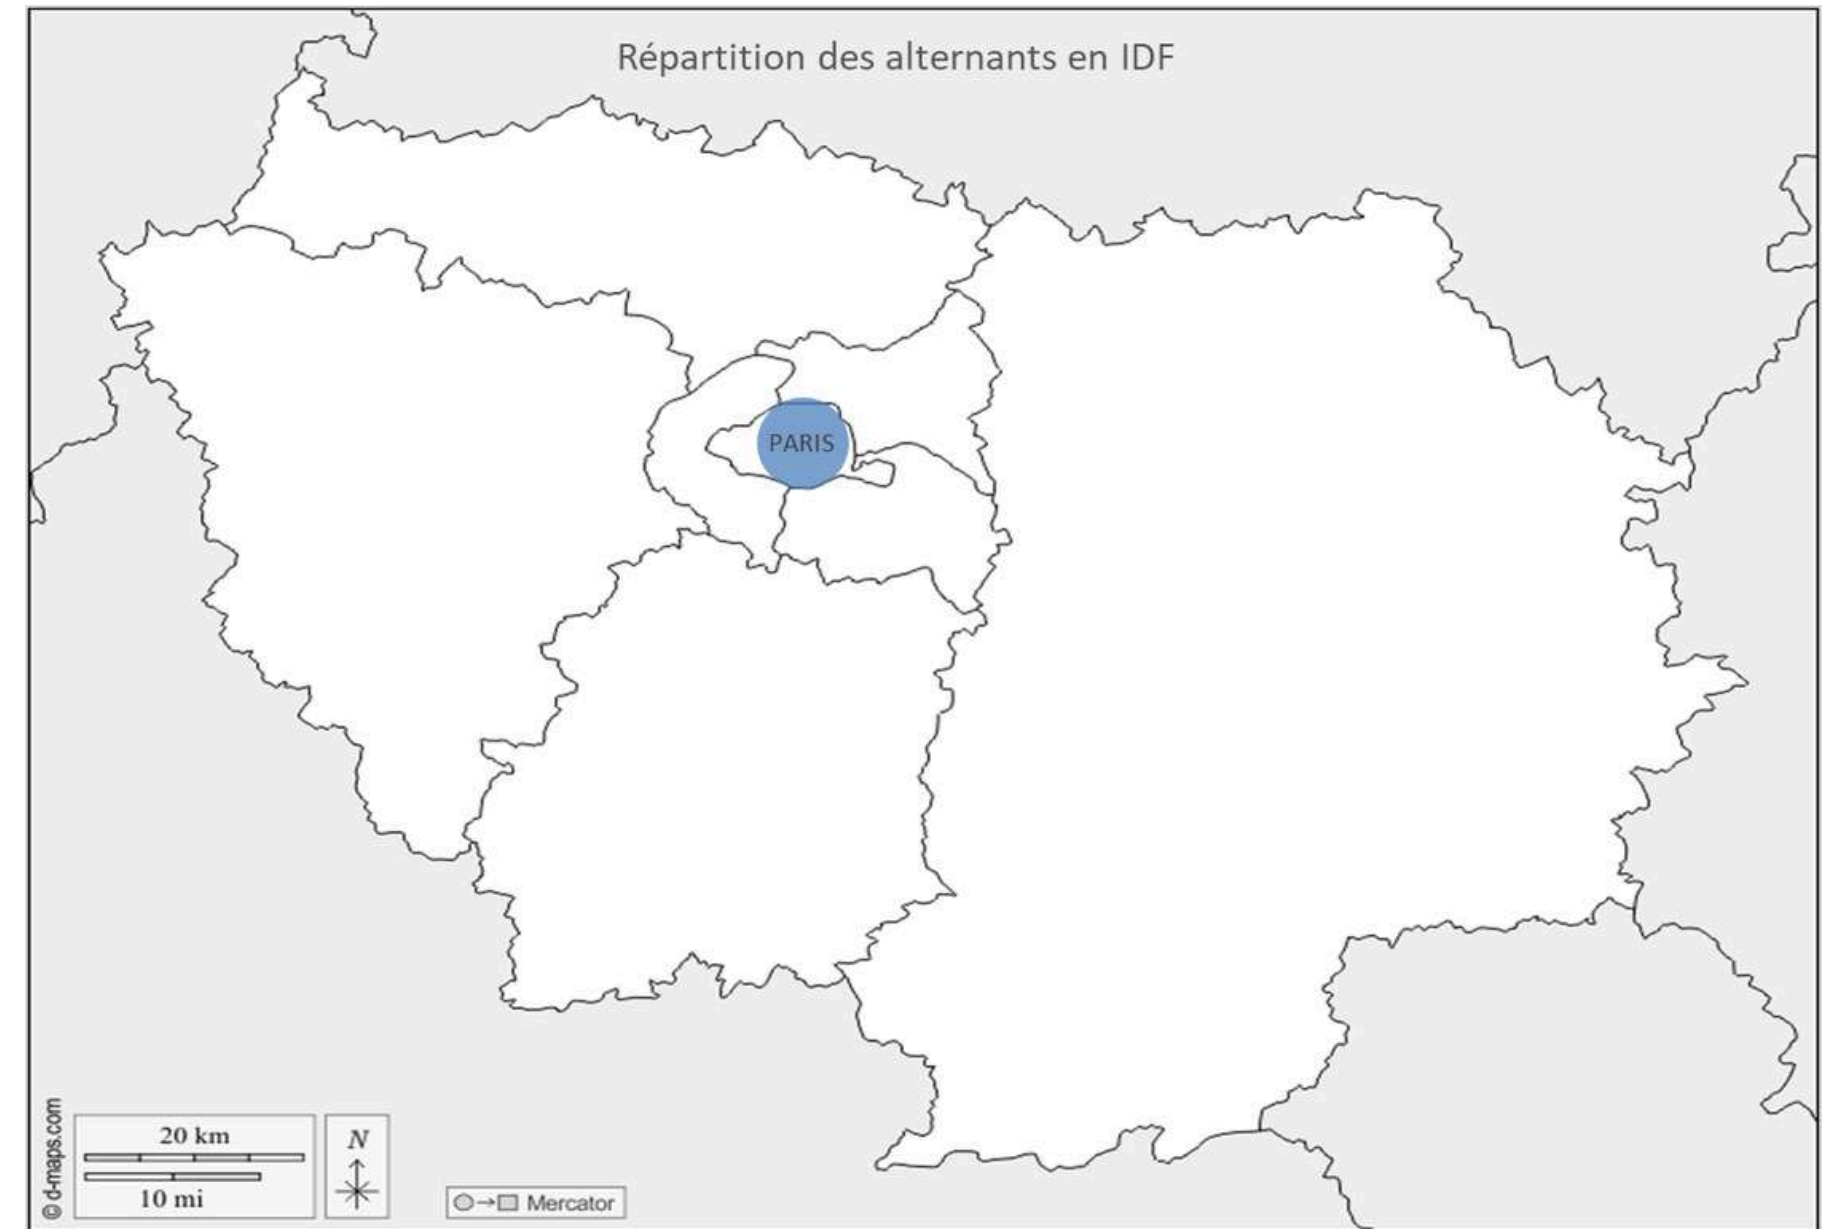 Répartition des alternants en IDF
PARIS
© d-maps.com
20 km
10 mi
N
Mercator